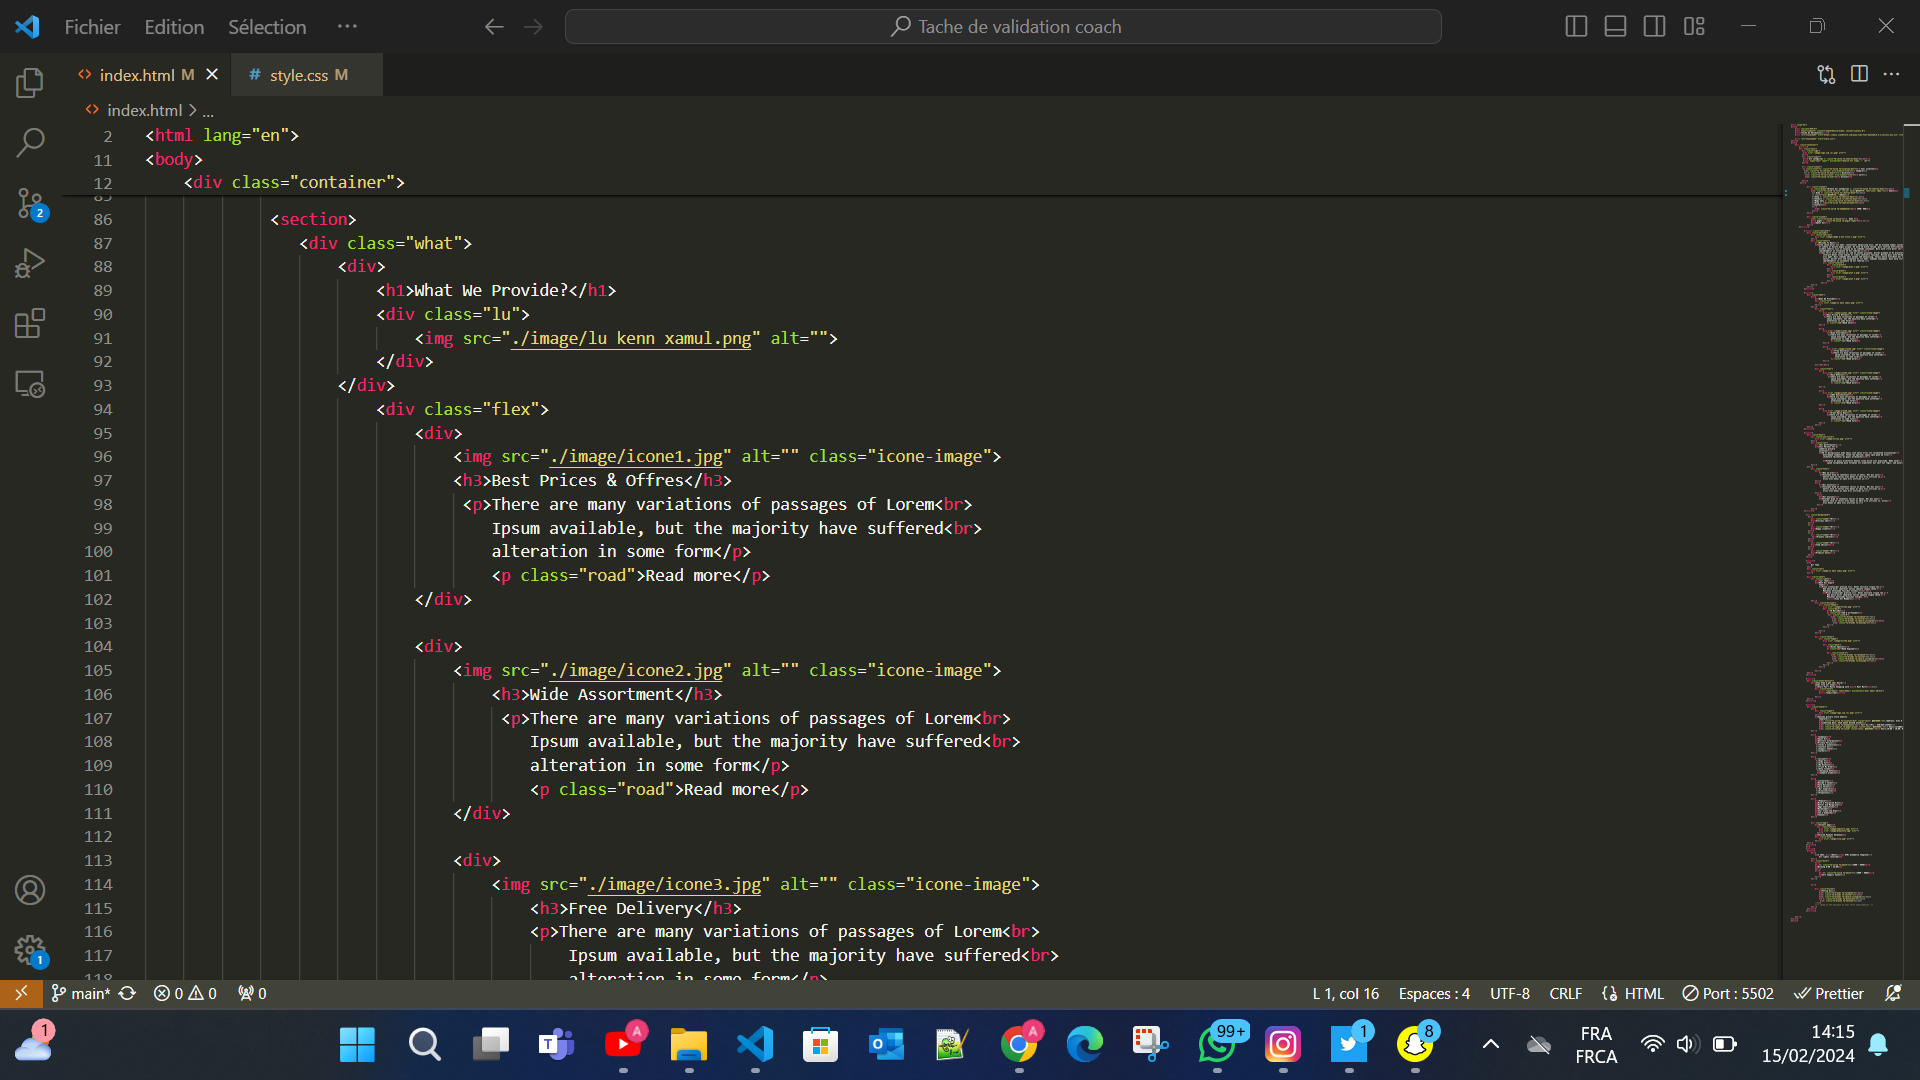 Fichier Edition Sélection ··· Tache de validation coach
index.html M style.css M
index.html > ...
2 <html lang="en">
11 <body>
12 <div class="container">
86 <section>
87 <div class="what">
88 <div>
89 <h1>What We Provide?</h1>
90 <div class="lu">
91 <img src="./image/lu kenn xamul.png" alt="">
92 </div>
93 </div>
94 <div class="flex">
95 <div>
96 <img src="./image/icone1.jpg" alt="" class="icone-image">
97 <h3>Best Prices & Offres</h3>
98 <p>There are many variations of passages of Lorem<br>
99 Ipsum available, but the majority have suffered<br>
100 alteration in some form</p>
101 <p class="road">Read more</p>
102 </div>
103
104 <div>
105 <img src="./image/icone2.jpg" alt="" class="icone-image">
106 <h3>Wide Assortment</h3>
107 <p>There are many variations of passages of Lorem<br>
108 Ipsum available, but the majority have suffered<br>
109 alteration in some form</p>
110 <p class="road">Read more</p>
111 </div>
112
113 <div>
114 <img src="./image/icone3.jpg" alt="" class="icone-image">
115 <h3>Free Delivery</h3>
116 <p>There are many variations of passages of Lorem<br>
117 Ipsum available, but the majority have suffered<br>
118 alteration in some form</p>
2
1
main* 0 0 0 L 1, col 16 Espaces : 4 UTF-8 CRLF HTML Port : 5502 Prettier
1 A A 99+ 1 8 FRA 14:15
FRCA 15/02/2024